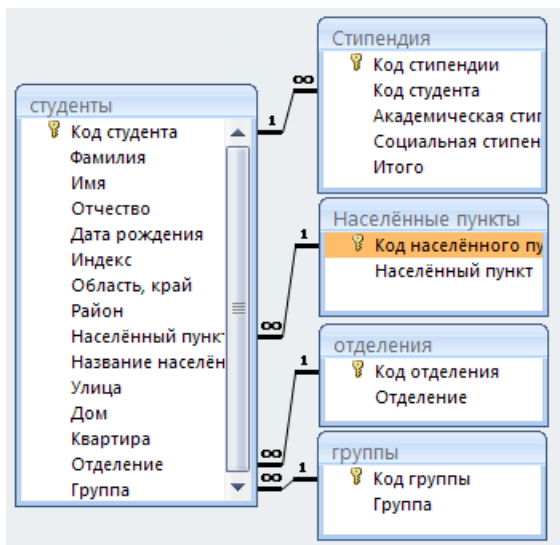 студенты
Код студента
Фамилия
Имя
Отчество
Дата рождения
Индекс
Область, край
Район
Населённый пункт
Название населён
Улица
Дом
Квартира
Отделение
Группа
1
∞
∞
∞
∞
1
1
1
Стипендия
Код стипендии
Код студента
Академическая стип
Социальная стипен
Итого
Населённые пункты
Код населённого пу
Населённый пункт
отделения
Код отделения
Отделение
группы
Код группы
Группа